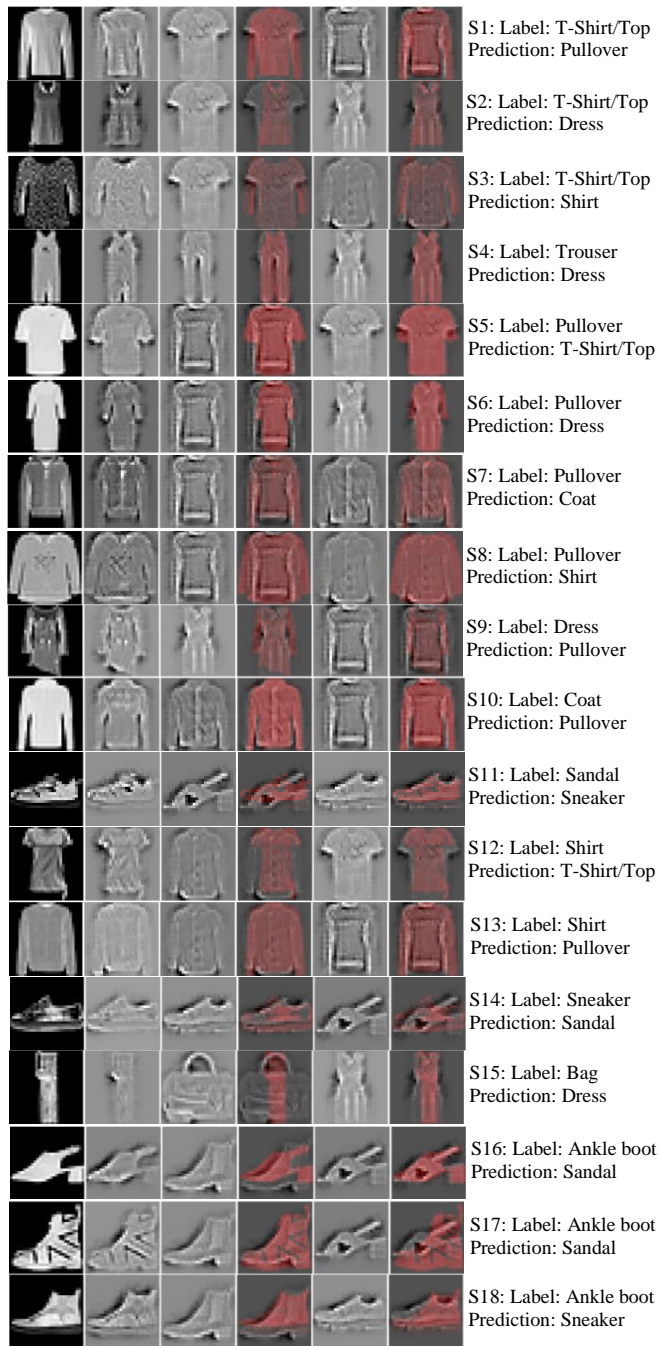 S1: Label: T-Shirt/Top
Prediction: Pullover
S2: Label: T-Shirt/Top
Prediction: Dress
S3: Label: T-Shirt/Top
Prediction: Shirt
S4: Label: Trouser
Prediction: Dress
S5: Label: Pullover
Prediction: T-Shirt/Top
S6: Label: Pullover
Prediction: Dress
S7: Label: Pullover
Prediction: Coat
S8: Label: Pullover
Prediction: Shirt
S9: Label: Dress
Prediction: Pullover
S10: Label: Coat
Prediction: Pullover
S11: Label: Sandal
Prediction: Sneaker
S12: Label: Shirt
Prediction: T-Shirt/Top
S13: Label: Shirt
Prediction: Pullover
S14: Label: Sneaker
Prediction: Sandal
S15: Label: Bag
Prediction: Dress
S16: Label: Ankle boot
Prediction: Sandal
S17: Label: Ankle boot
Prediction: Sandal
S18: Label: Ankle boot
Prediction: Sneaker